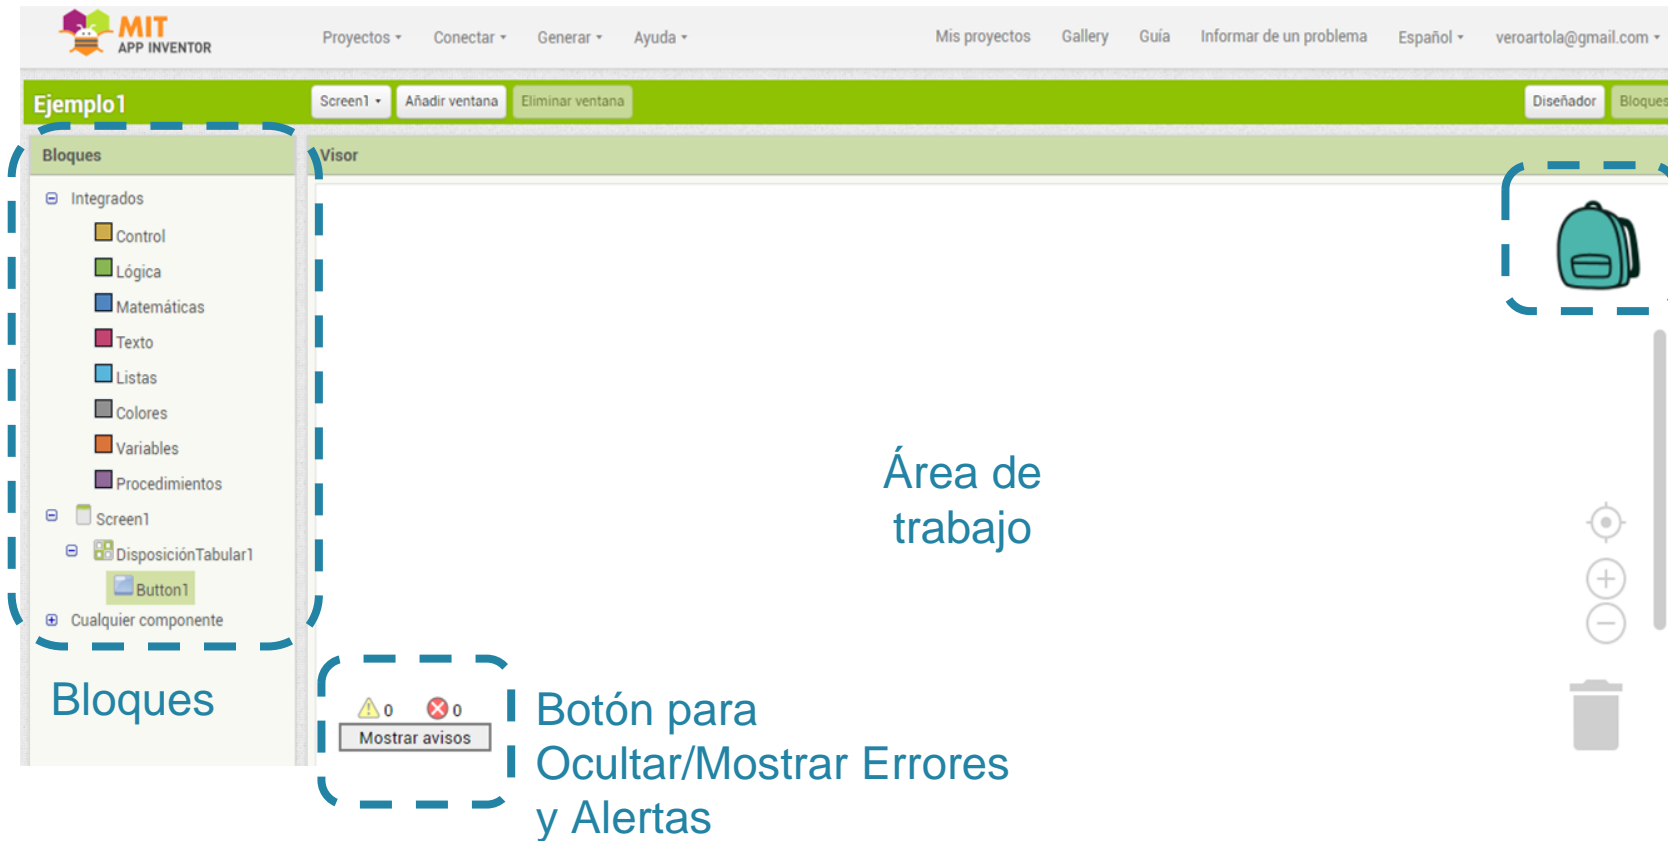 MIT
APP INVENTOR
Proyectos Conectar Generar Ayuda Mis proyectos Gallery Guía Informar de un problema Español veroartola@gmail.com
Ejemplo1 Screen1 Añadir ventana Eliminar ventana Diseñador Bloques
Bloques Visor
Integrados
Control
Lógica
Matemáticas
Texto
Listas
Colores
Variables
Procedimientos
Screen1
DisposiciónTabular1
Button1
Cualquier componente
Bloques
Área de
trabajo
0 0
Mostrar avisos
Botón para
Ocultar/Mostrar Errores
y Alertas